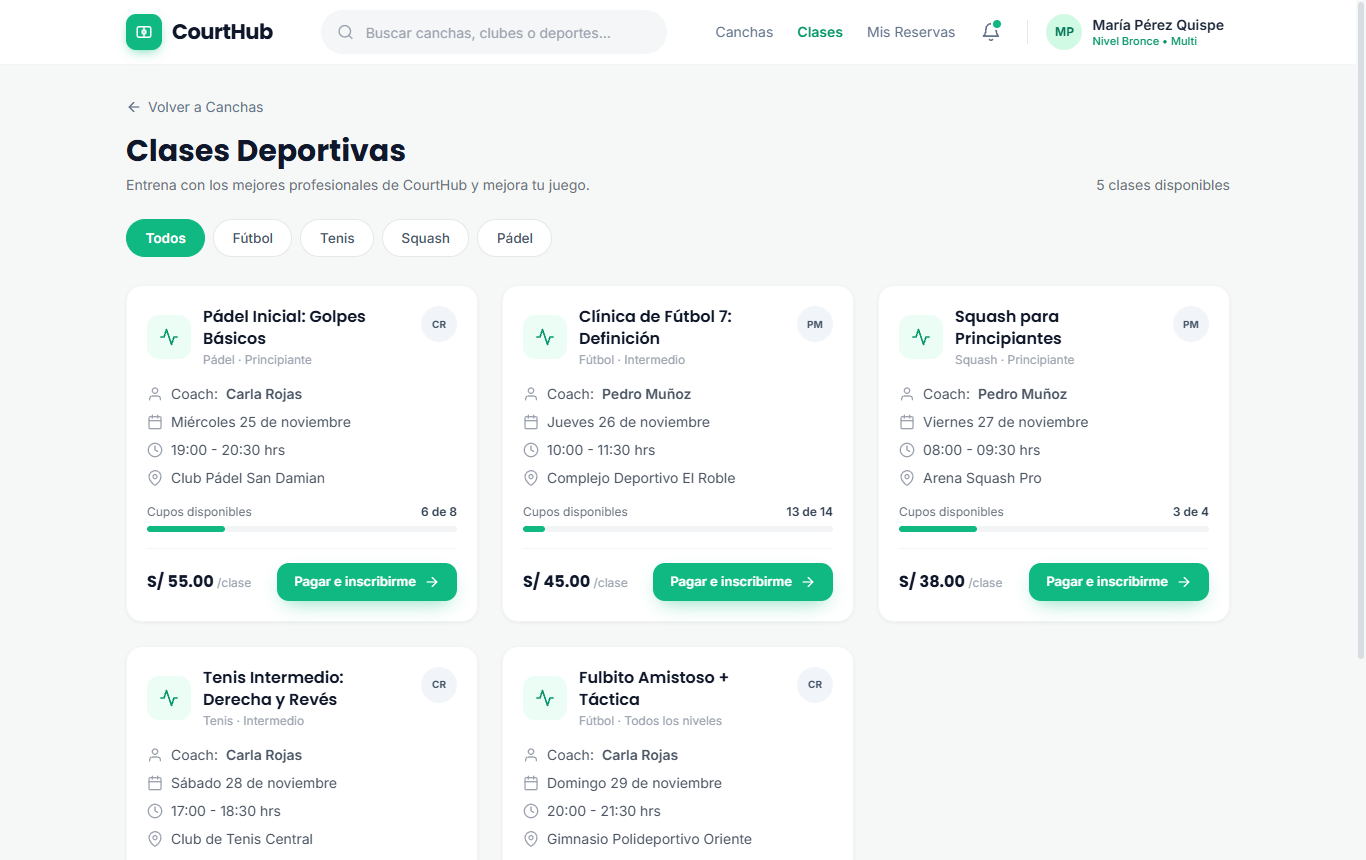 CourtHub
Buscar canchas, clubes o deportes...
Canchas
Clases
Mis Reservas
MP
María Pérez Quispe
Nivel Bronce • Multi
Volver a Canchas
Clases Deportivas
Entrena con los mejores profesionales de CourtHub y mejora tu juego.
5 clases disponibles
Todos
Fútbol
Tenis
Squash
Pádel
Pádel Inicial: Golpes
Básicos
Pádel · Principiante
CR
Coach: Carla Rojas
Miércoles 25 de noviembre
19:00 - 20:30 hrs
Club Pádel San Damian
Cupos disponibles
6 de 8
S/ 55.00 /clase
Pagar e inscribirme
Clínica de Fútbol 7:
Definición
Fútbol · Intermedio
PM
Coach: Pedro Muñoz
Jueves 26 de noviembre
10:00 - 11:30 hrs
Complejo Deportivo El Roble
Cupos disponibles
13 de 14
S/ 45.00 /clase
Pagar e inscribirme
Squash para
Principiantes
Squash · Principiante
PM
Coach: Pedro Muñoz
Viernes 27 de noviembre
08:00 - 09:30 hrs
Arena Squash Pro
Cupos disponibles
3 de 4
S/ 38.00 /clase
Pagar e inscribirme
Tenis Intermedio:
Derecha y Revés
Tenis · Intermedio
CR
Coach: Carla Rojas
Sábado 28 de noviembre
17:00 - 18:30 hrs
Club de Tenis Central
Fulbito Amistoso +
Táctica
Fútbol · Todos los niveles
CR
Coach: Carla Rojas
Domingo 29 de noviembre
20:00 - 21:30 hrs
Gimnasio Polideportivo Oriente